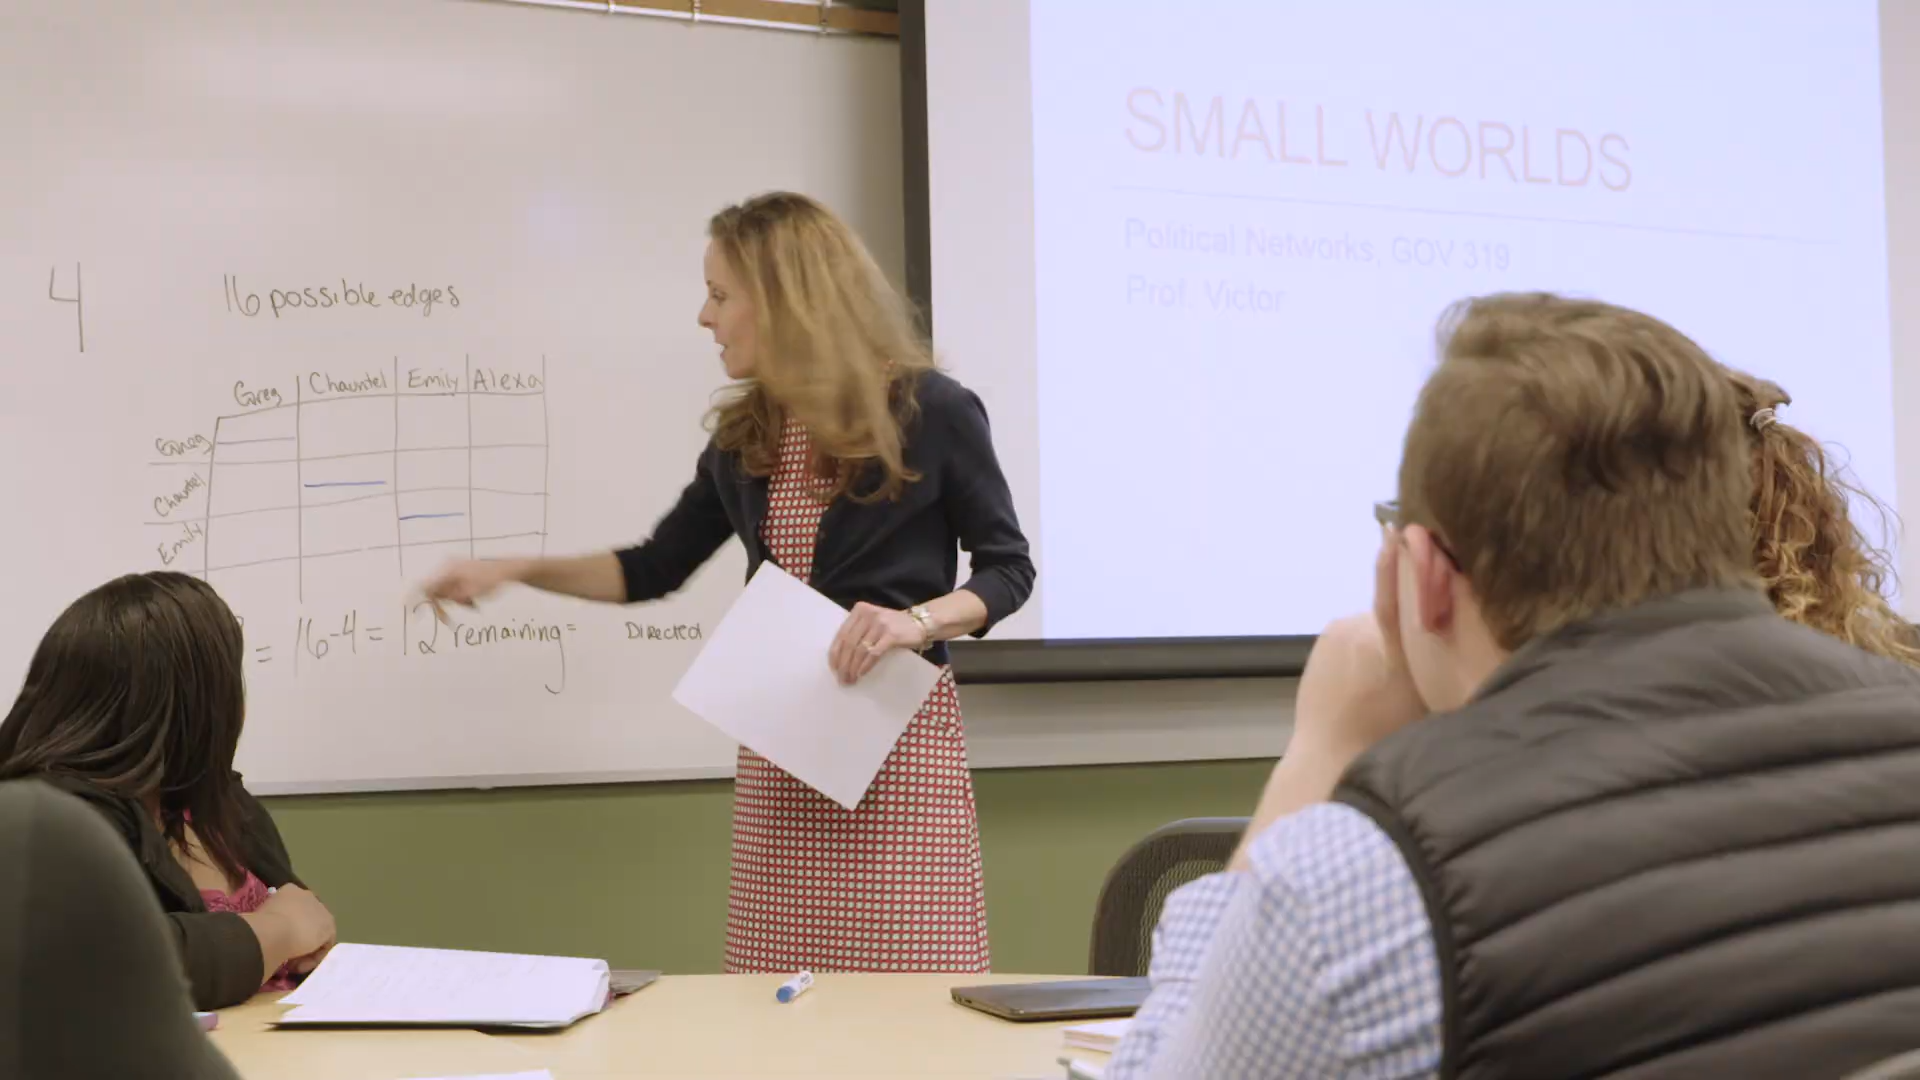 4
16 possible edges
Greg Chauntel Emily Alexa
Greg
Chauntel
Emily
= 16-4 = 12 remaining = Directed
SMALL WORLDS
Political Networks, GOV 319
Prof. Victor